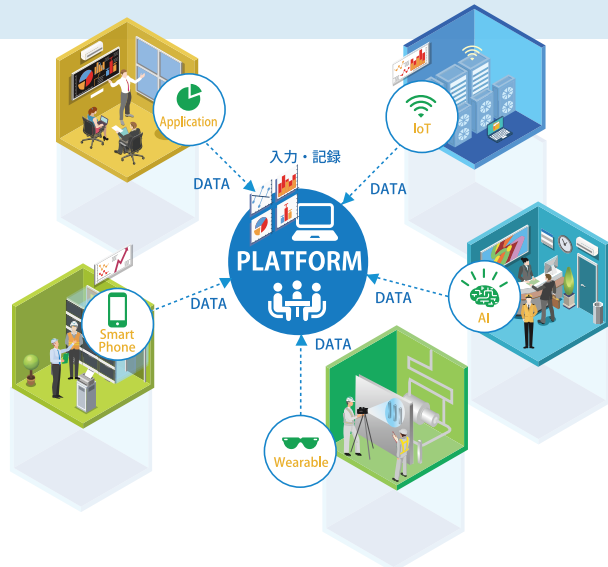 Application
IoT
入力・記録
DATA
DATA
PLATFORM
DATA
DATA
AI
Smart
Phone
DATA
Wearable